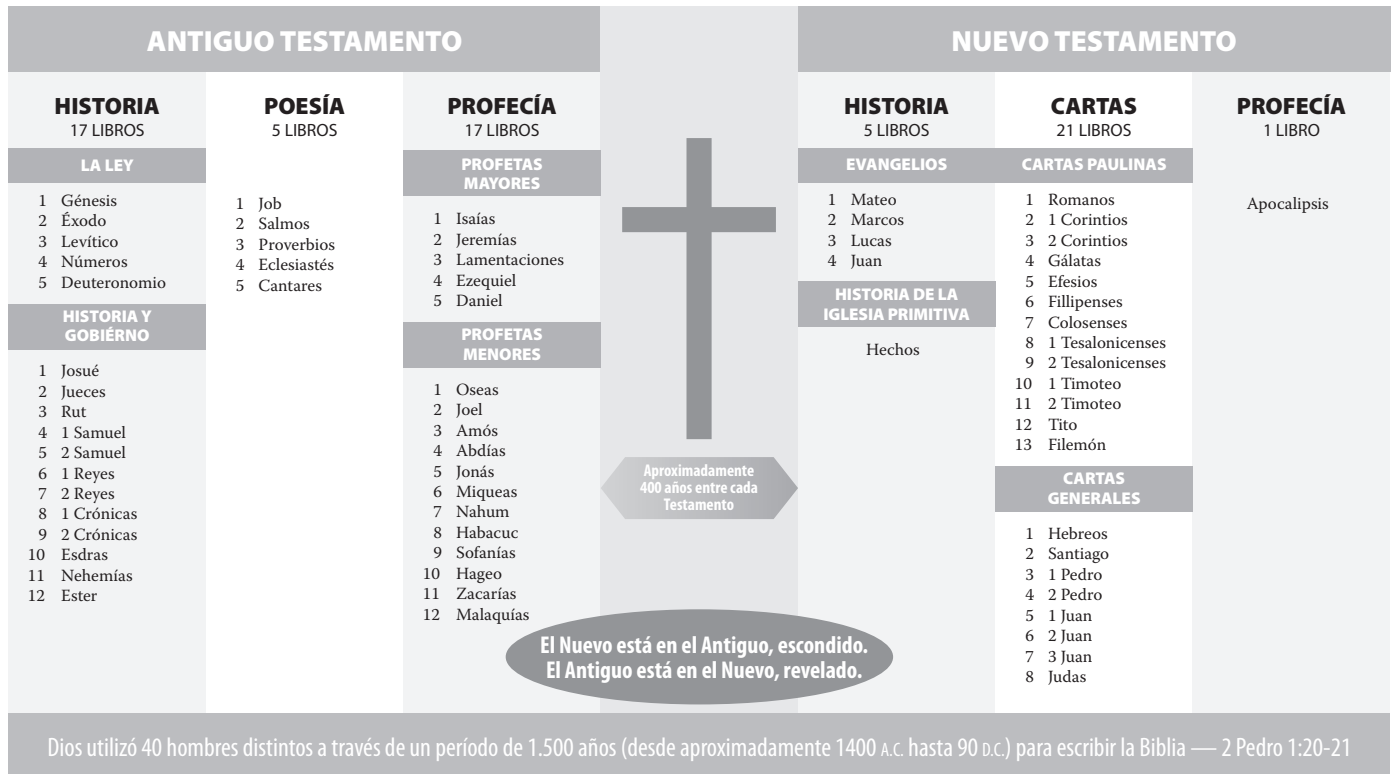 ANTIGUO TESTAMENTO
HISTORIA
17 LIBROS
LA LEY
1 Génesis
2 Éxodo
3 Levítico
4 Números
5 Deuteronomio
HISTORIA Y
GOBIÉRNO
1 Josué
2 Jueces
3 Rut
4 1 Samuel
5 2 Samuel
6 1 Reyes
7 2 Reyes
8 1 Crónicas
9 2 Crónicas
10 Esdras
11 Nehemías
12 Ester
POESÍA
5 LIBROS
1 Job
2 Salmos
3 Proverbios
4 Eclesiastés
5 Cantares
PROFECÍA
17 LIBROS
PROFETAS
MAYORES
1 Isaías
2 Jeremías
3 Lamentaciones
4 Ezequiel
5 Daniel
PROFETAS
MENORES
1 Oseas
2 Joel
3 Amós
4 Abdías
5 Jonás
6 Miqueas
7 Nahum
8 Habacuc
9 Sofanías
10 Hageo
11 Zacarías
12 Malaquías
Aproximadamente
400 años entre cada
Testamento
El Nuevo está en el Antiguo, escondido.
El Antiguo está en el Nuevo, revelado.
NUEVO TESTAMENTO
HISTORIA
5 LIBROS
EVANGELIOS
1 Mateo
2 Marcos
3 Lucas
4 Juan
HISTORIA DE LA
IGLESIA PRIMITIVA
Hechos
CARTAS
21 LIBROS
CARTAS PAULINAS
1 Romanos
2 1 Corintios
3 2 Corintios
4 Gálatas
5 Efesios
6 Fillipenses
7 Colosenses
8 1 Tesalonicenses
9 2 Tesalonicenses
10 1 Timoteo
11 2 Timoteo
12 Tito
13 Filemón
CARTAS
GENERALES
1 Hebreos
2 Santiago
3 1 Pedro
4 2 Pedro
5 1 Juan
6 2 Juan
7 3 Juan
8 Judas
PROFECÍA
1 LIBRO
Apocalipsis
Dios utilizó 40 hombres distintos a través de un período de 1.500 años (desde aproximadamente 1400 A.C. hasta 90 D.C.) para escribir la Biblia — 2 Pedro 1:20-21